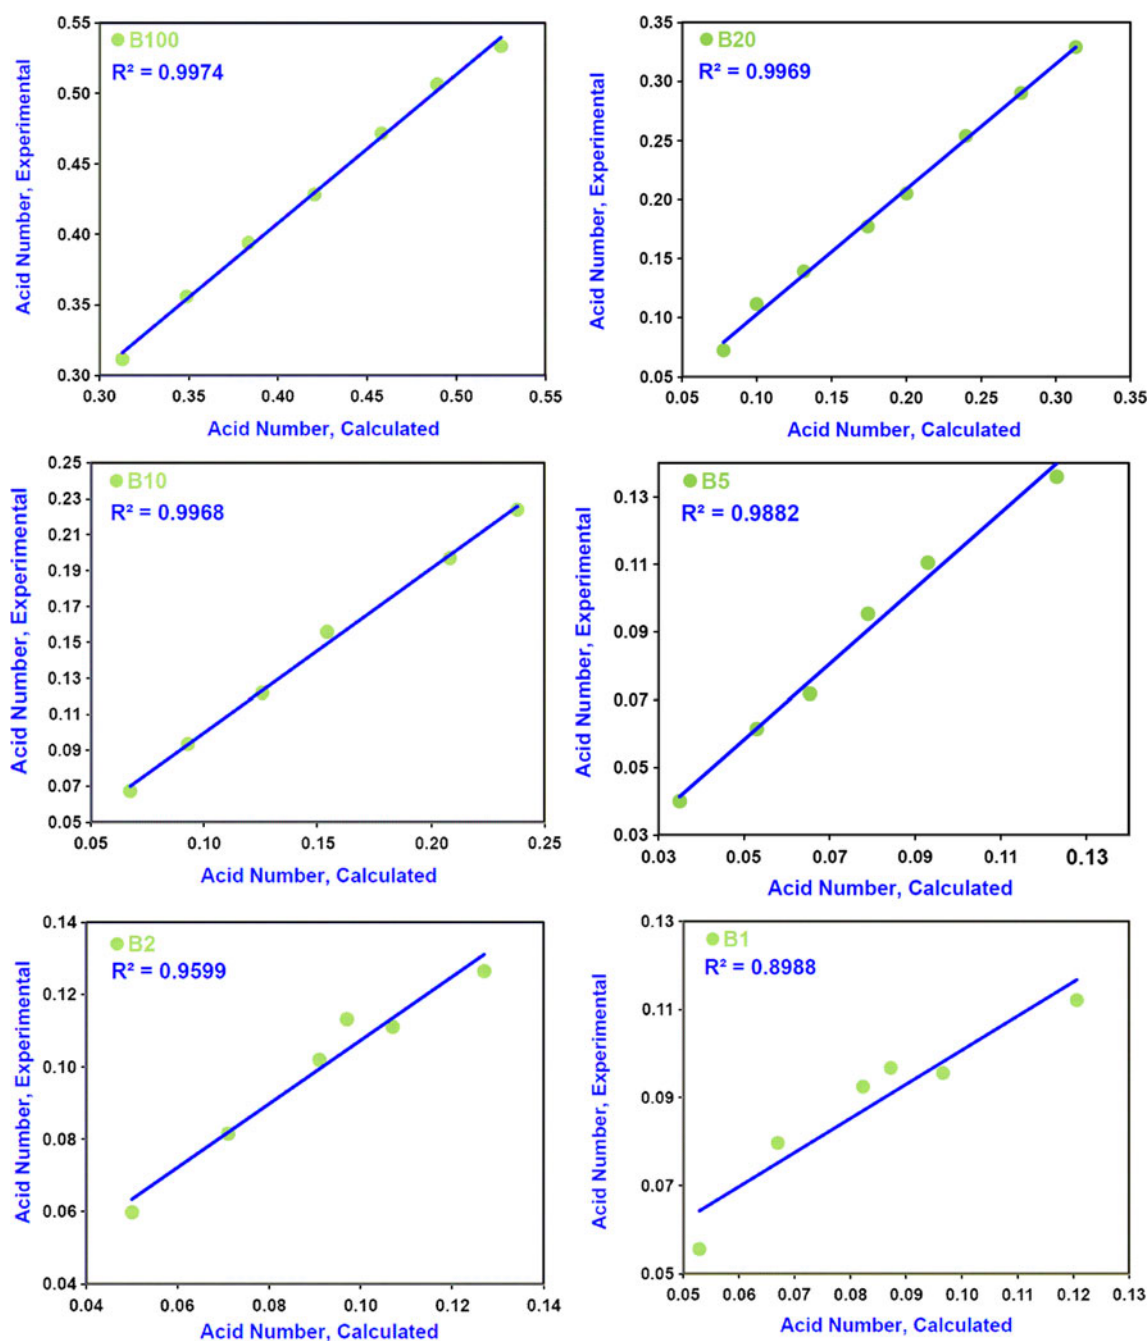 B100
R² = 0.9974
Acid Number, Experimental
0.55
0.50
0.45
0.40
0.35
0.30
0.30 0.35 0.40 0.45 0.50 0.55
Acid Number, Calculated
B20
R² = 0.9969
Acid Number, Experimental
0.35
0.30
0.25
0.20
0.15
0.10
0.05
0.05 0.10 0.15 0.20 0.25 0.30 0.35
Acid Number, Calculated
B10
R² = 0.9968
Acid Number, Experimental
0.25
0.23
0.21
0.19
0.17
0.15
0.13
0.11
0.09
0.07
0.05
0.05 0.10 0.15 0.20 0.25
Acid Number, Calculated
B5
R² = 0.9882
Acid Number, Experimental
0.13
0.11
0.09
0.07
0.05
0.03
0.03 0.05 0.07 0.09 0.11 0.13
Acid Number, Calculated
B2
R² = 0.9599
Acid Number, Experimental
0.14
0.12
0.10
0.08
0.06
0.04
0.04 0.06 0.08 0.10 0.12 0.14
Acid Number, Calculated
B1
R² = 0.8988
Acid Number, Experimental
0.13
0.11
0.09
0.07
0.05
0.05 0.06 0.07 0.08 0.09 0.10 0.11 0.12 0.13
Acid Number, Calculated